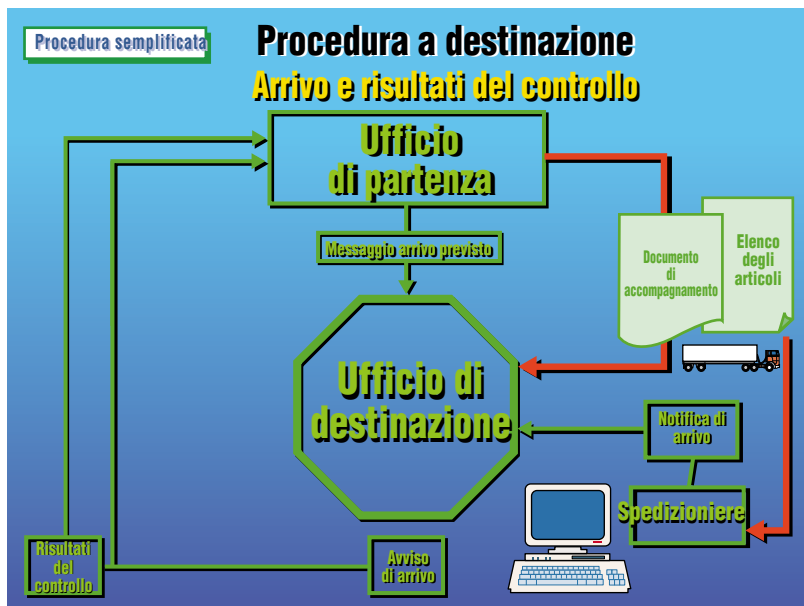 Procedura semplificata
Procedura a destinazione
Arrivo e risultati del controllo
Ufficio
di partenza
Messaggio arrivo previsto
Documento
di
accompagnamento
Elenco
degli
articoli
Ufficio di
destinazione
Notifica di
arrivo
Spedizioniere
Risultati
del
controllo
Avviso
di arrivo